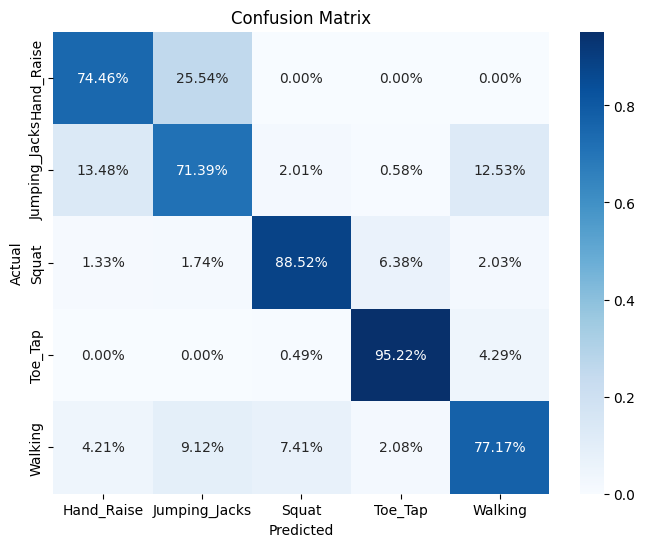 Confusion Matrix
Hand_Raise
74.46% 25.54% 0.00% 0.00% 0.00%
Jumping_Jacks
13.48% 71.39% 2.01% 0.58% 12.53%
Squat
1.33% 1.74% 88.52% 6.38% 2.03%
Toe_Tap
0.00% 0.00% 0.49% 95.22% 4.29%
Walking
4.21% 9.12% 7.41% 2.08% 77.17%
Actual
Hand_Raise Jumping_Jacks Squat Toe_Tap Walking
Predicted
0.8
0.6
0.4
0.2
0.0